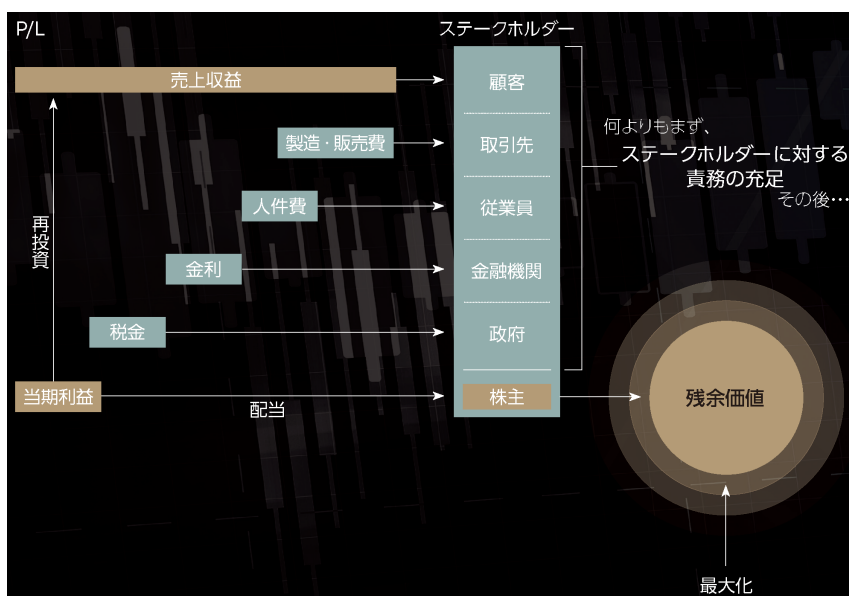 P/L
ステークホルダー
売上収益
顧客
製造・販売費
取引先
何よりもまず、
ステークホルダーに対する
責務の充足
その後…
人件費
従業員
再投資
金利
金融機関
税金
政府
当期利益
配当
株主
残余価値
最大化